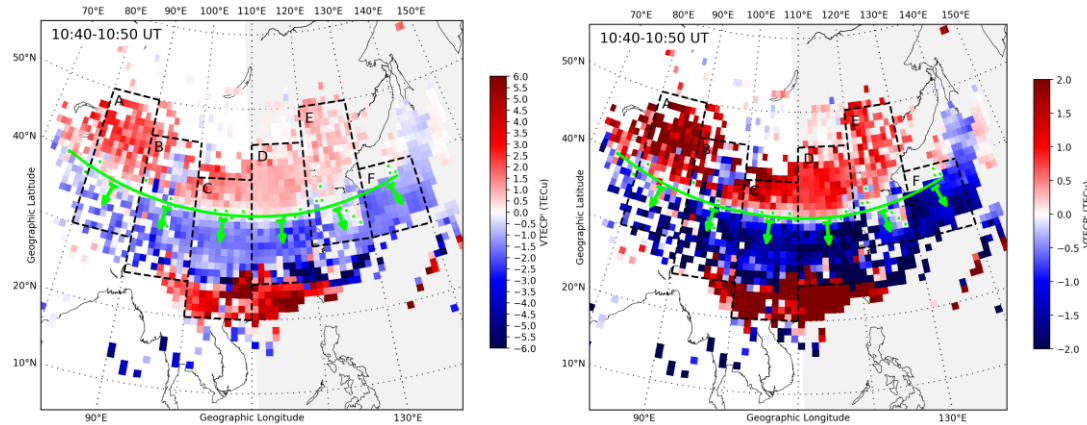 70°E 80°E 90°E 100°E 110°E 120°E 130°E 140°E 150°E
10:40-10:50 UT
50°N
40°N
30°N
20°N
10°N
Geographic Latitude
A
B
C
D
E
F
90°E
Geographic Longitude
130°E
6.0
5.5
5.0
4.5
4.0
3.5
3.0
2.5
2.0
1.5
1.0
0.5
0.0
-0.5
-1.0
-1.5
-2.0
-2.5
-3.0
-3.5
-4.0
-4.5
-5.0
-5.5
-6.0
VTECP' (TECu)
70°E 80°E 90°E 100°E 110°E 120°E 130°E 140°E 150°E
10:40-10:50 UT
50°N
40°N
30°N
20°N
10°N
Geographic Latitude
A
B
C
D
E
F
90°E
Geographic Longitude
130°E
2.0
1.5
1.0
0.5
0.0
-0.5
-1.0
-1.5
-2.0
VTECP' (TECu)